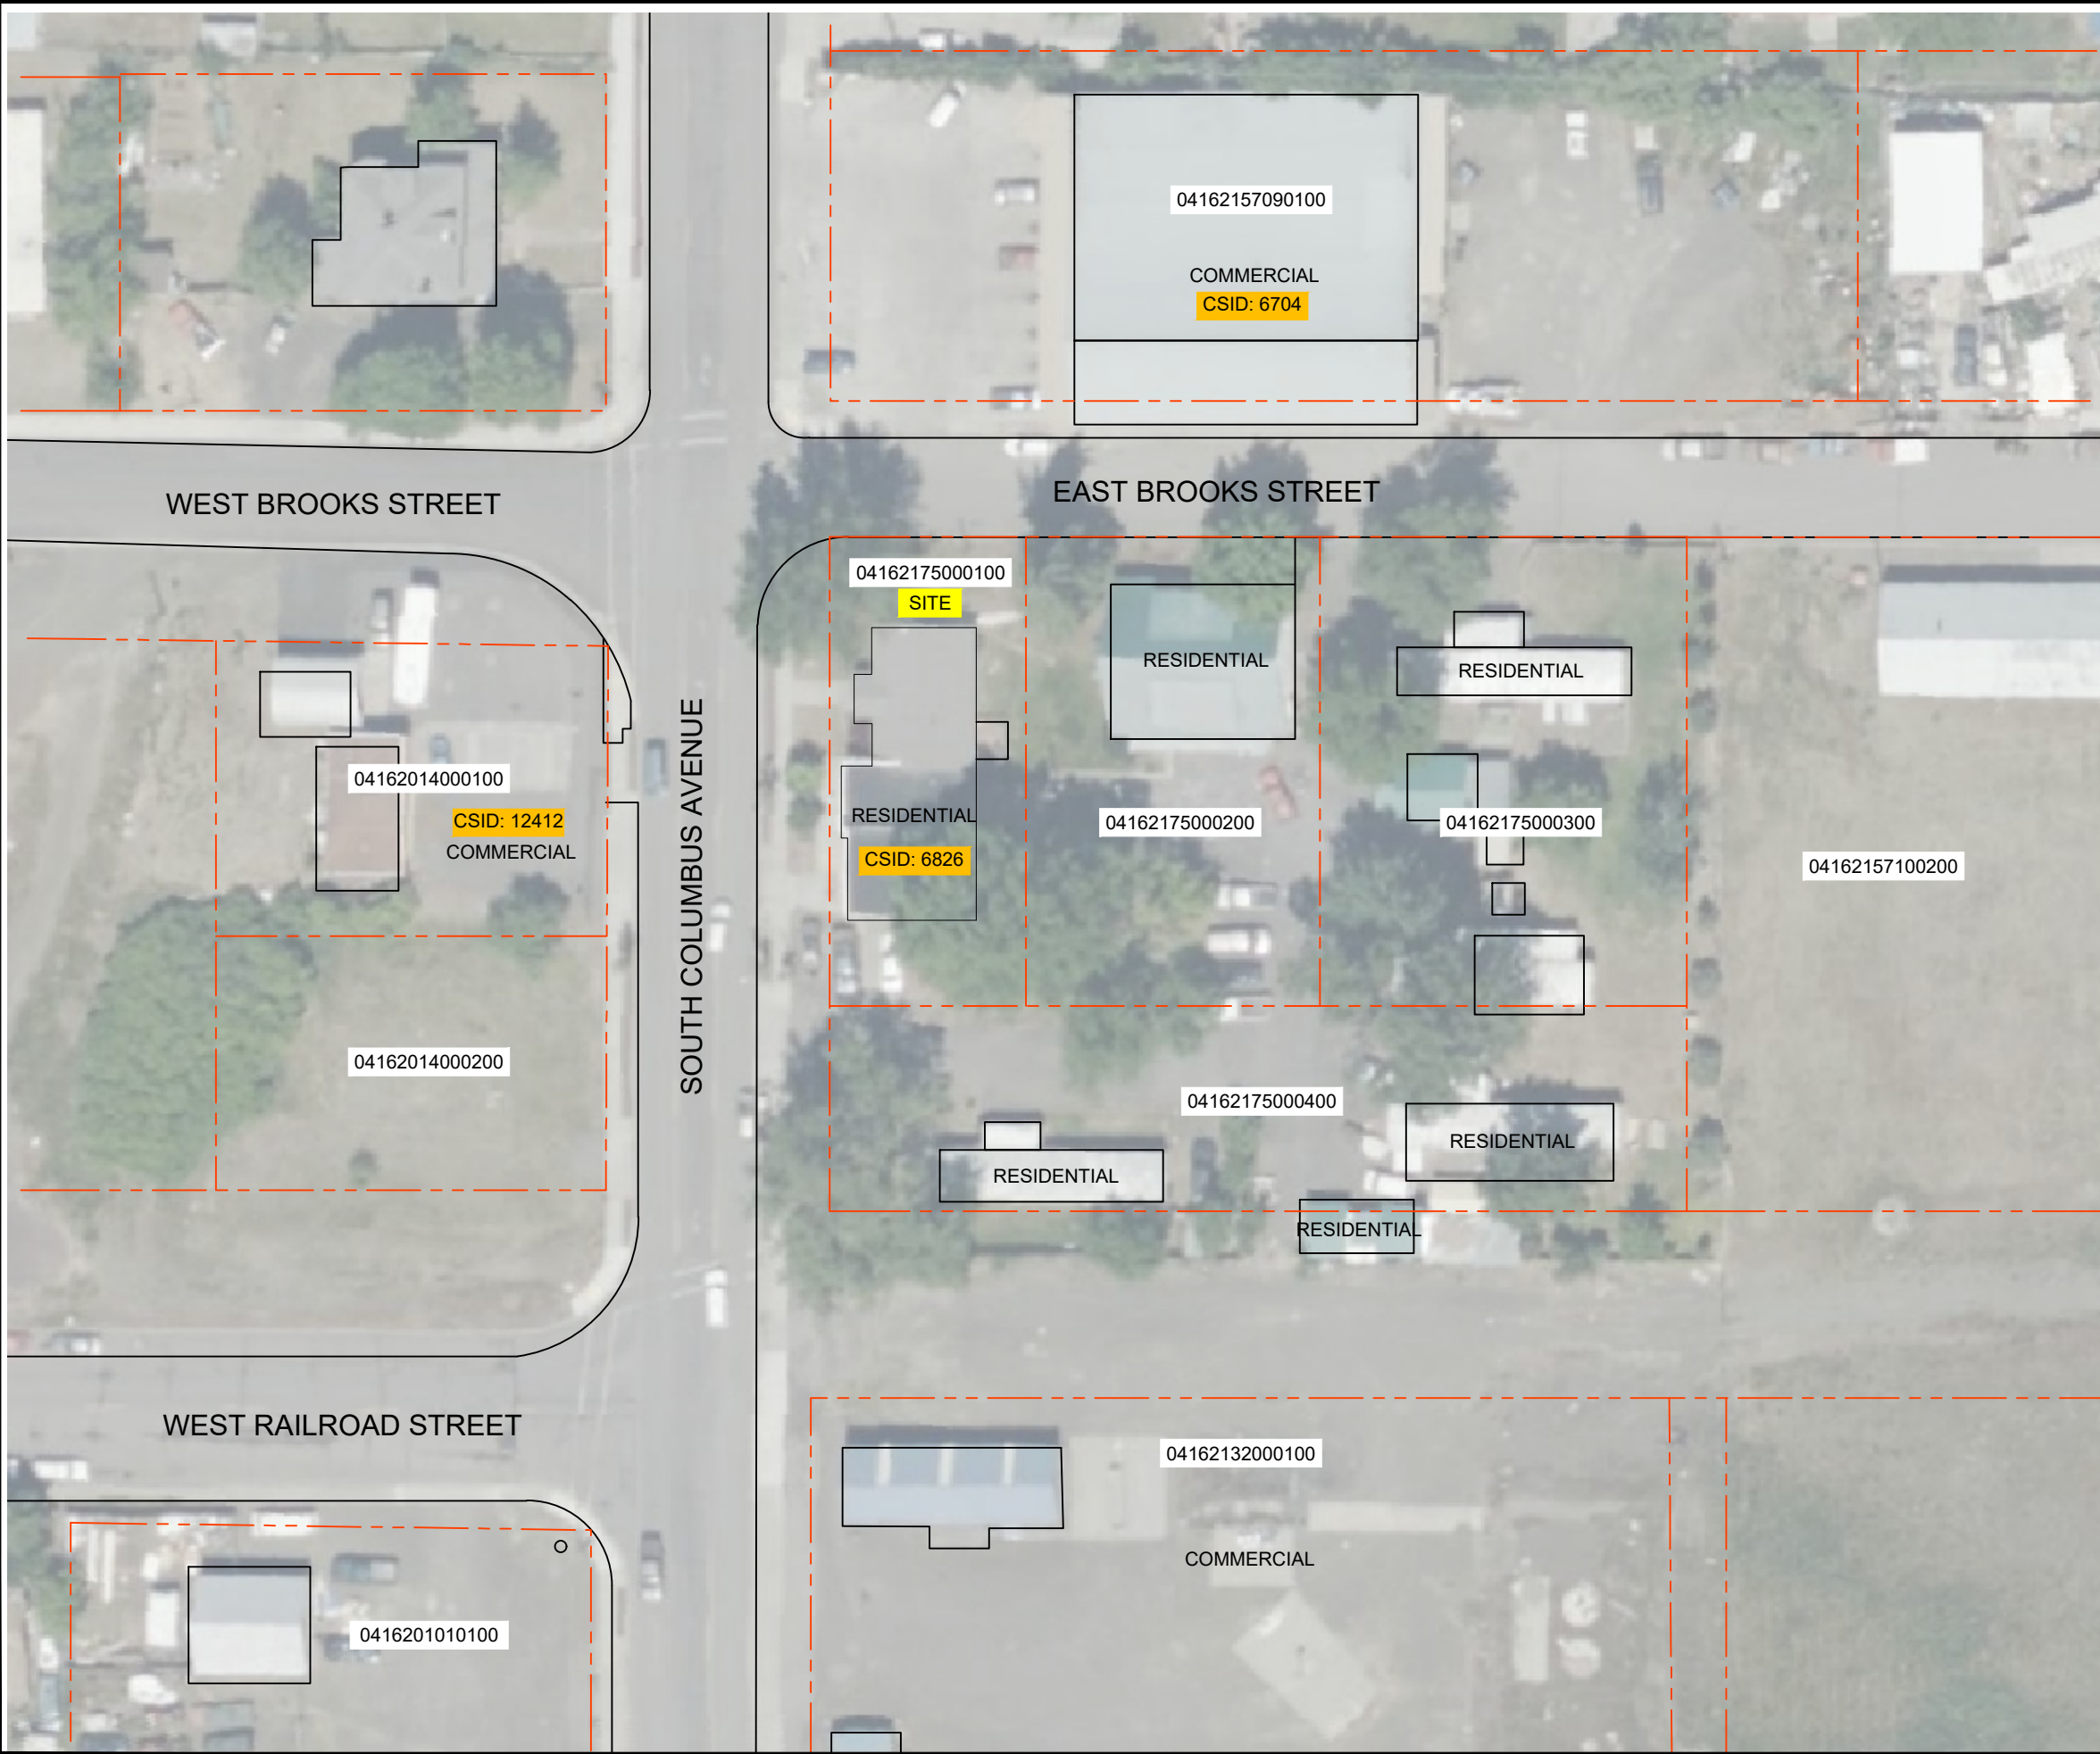 04162157090100
COMMERCIAL
CSID: 6704
WEST BROOKS STREET
EAST BROOKS STREET
04162175000100
SITE
RESIDENTIAL
RESIDENTIAL
04162014000100
CSID: 12412
COMMERCIAL
SOUTH COLUMBUS AVENUE
RESIDENTIAL
CSID: 6826
04162175000200
04162175000300
04162157100200
04162014000200
04162175000400
RESIDENTIAL
RESIDENTIAL
RESIDENTIAL
WEST RAILROAD STREET
04162132000100
COMMERCIAL
0416201010100